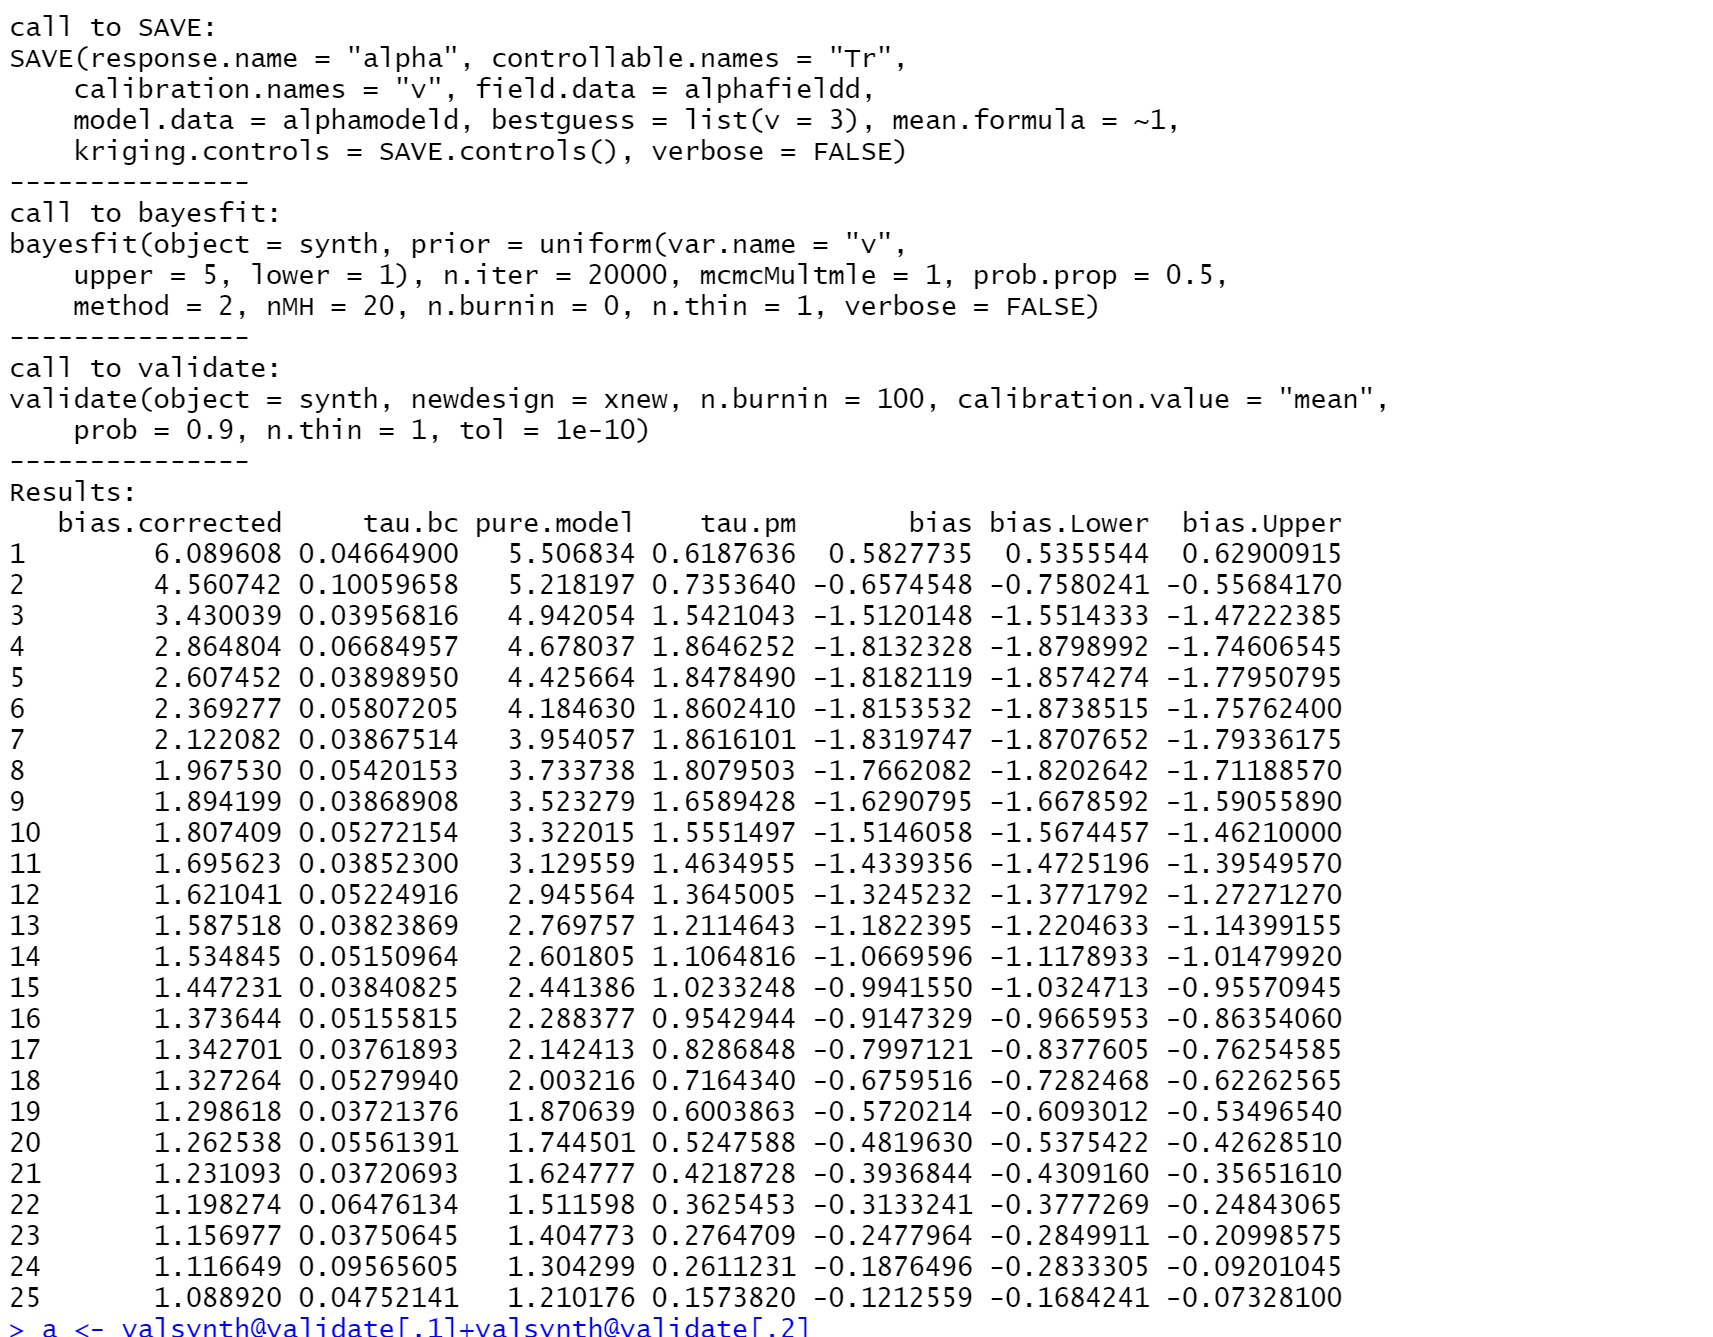 call to SAVE:
SAVE(response.name = "alpha", controllable.names = "Tr",
    calibration.names = "v", field.data = alphafieldd,
    model.data = alphamodeld, bestguess = list(v = 3), mean.formula = ~1,
    kriging.controls = SAVE.controls(), verbose = FALSE)
---------------
call to bayesfit:
bayesfit(object = synth, prior = uniform(var.name = "v",
    upper = 5, lower = 1), n.iter = 20000, mcmcMultmle = 1, prob.prop = 0.5,
    method = 2, nMH = 20, n.burnin = 0, n.thin = 1, verbose = FALSE)
---------------
call to validate:
validate(object = synth, newdesign = xnew, n.burnin = 100, calibration.value = "mean",
    prob = 0.9, n.thin = 1, tol = 1e-10)
---------------
Results:
   bias.corrected     tau.bc pure.model    tau.pm       bias bias.Lower  bias.Upper
1        6.089608 0.04664900   5.506834 0.6187636  0.5827735  0.5355544  0.62900915
2        4.560742 0.10059658   5.218197 0.7353640 -0.6574548 -0.7580241 -0.55684170
3        3.430039 0.03956816   4.942054 1.5421043 -1.5120148 -1.5514333 -1.47222385
4        2.864804 0.06684957   4.678037 1.8646252 -1.8132328 -1.8798992 -1.74606545
5        2.607452 0.03898950   4.425664 1.8478490 -1.8182119 -1.8574274 -1.77950795
6        2.369277 0.05807205   4.184630 1.8602410 -1.8153532 -1.8738515 -1.75762400
7        2.122082 0.03867514   3.954057 1.8616101 -1.8319747 -1.8707652 -1.79336175
8        1.967530 0.05420153   3.733738 1.8079503 -1.7662082 -1.8202642 -1.71188570
9        1.894199 0.03868908   3.523279 1.6589428 -1.6290795 -1.6678592 -1.59055890
10       1.807409 0.05272154   3.322015 1.5551497 -1.5146058 -1.5674457 -1.46210000
11       1.695623 0.03852300   3.129559 1.4634955 -1.4339356 -1.4725196 -1.39549570
12       1.621041 0.05224916   2.945564 1.3645005 -1.3245232 -1.3771792 -1.27271270
13       1.587518 0.03823869   2.769757 1.2114643 -1.1822395 -1.2204633 -1.14399155
14       1.534845 0.05150964   2.601805 1.1064816 -1.0669596 -1.1178933 -1.01479920
15       1.447231 0.03840825   2.441386 1.0233248 -0.9941550 -1.0324713 -0.95570945
16       1.373644 0.05155815   2.288377 0.9542944 -0.9147329 -0.9665953 -0.86354060
17       1.342701 0.03761893   2.142413 0.8286848 -0.7997121 -0.8377605 -0.76254585
18       1.327264 0.05279940   2.003216 0.7164340 -0.6759516 -0.7282468 -0.62262565
19       1.298618 0.03721376   1.870639 0.6003863 -0.5720214 -0.6093012 -0.53496540
20       1.262538 0.05561391   1.744501 0.5247588 -0.4819630 -0.5375422 -0.42628510
21       1.231093 0.03720693   1.624777 0.4218728 -0.3936844 -0.4309160 -0.35651610
22       1.198274 0.06476134   1.511598 0.3625453 -0.3133241 -0.3777269 -0.24843065
23       1.156977 0.03750645   1.404773 0.2764709 -0.2477964 -0.2849911 -0.20998575
24       1.116649 0.09565605   1.304299 0.2611231 -0.1876496 -0.2833305 -0.09201045
25       1.088920 0.04752141   1.210176 0.1573820 -0.1212559 -0.1684241 -0.07328100
> a <- valsynth@validate[,1]+valsynth@validate[,2]